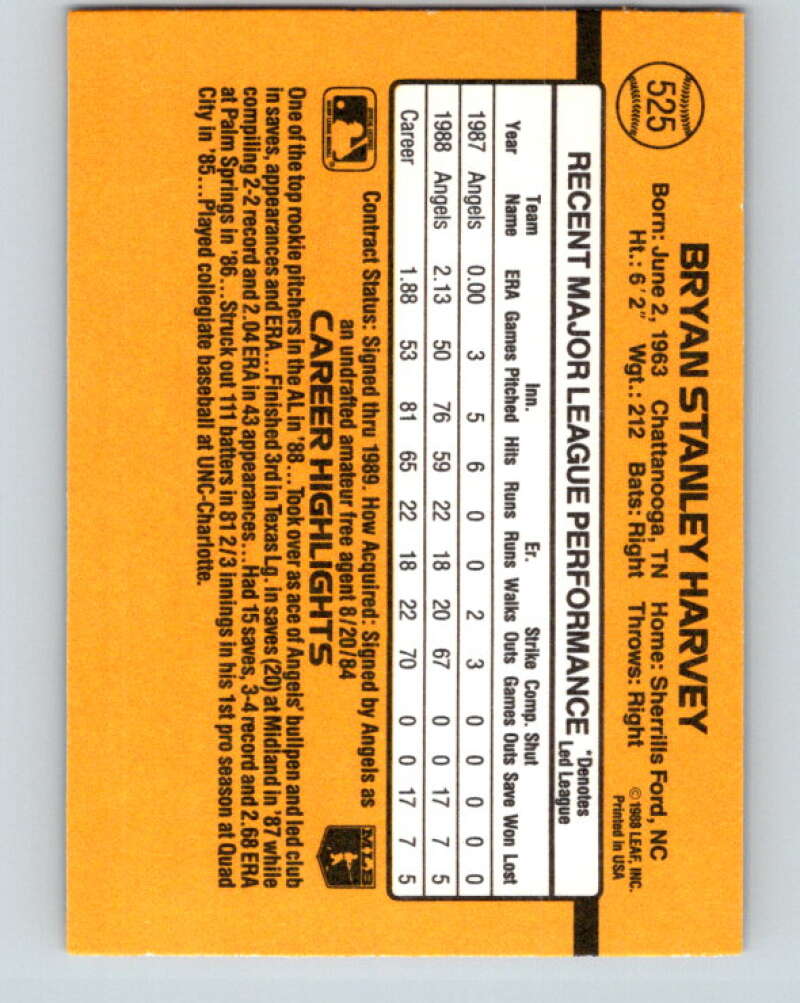 525
BRYAN STANLEY HARVEY
Born: June 2, 1963 Chattanooga, TN Home: Sherrills Ford, NC
Ht.: 6'2" Wgt.: 212 Bats: Right Throws: Right
©1988 LEAF, INC.
Printed in USA
RECENT MAJOR LEAGUE PERFORMANCE
*Denotes
Led League
Team Inn. Er. Strike Comp. Shut
Year Name ERA Games Pitched Hits Runs Runs Walks Outs Games Outs Save Won Lost
1987 Angels 0.00 3 5 6 0 0 2 3 0 0 0 0 0
1988 Angels 2.13 50 76 59 22 18 20 67 0 0 17 7 5
Career 1.88 53 81 65 22 18 22 70 0 0 17 7 5
Contract Status: Signed thru 1989. How Acquired: Signed by Angels as
an undrafted amateur free agent 8/20/84
MLB
CAREER HIGHLIGHTS
One of the top rookie pitchers in the AL in '88...Took over as ace of Angels' bullpen and led club
in saves, appearances and ERA...Finished 3rd in Texas Lg. in saves (20) at Midland in '87 while
compiling 2-2 record and 2.04 ERA in 43 appearances...Had 15 saves, 3-4 record and 2.68 ERA
at Palm Springs in '86...Struck out 111 batters in 81 2/3 innings in his 1st pro season at Quad
City in '85...Played collegiate baseball at UNC-Charlotte.